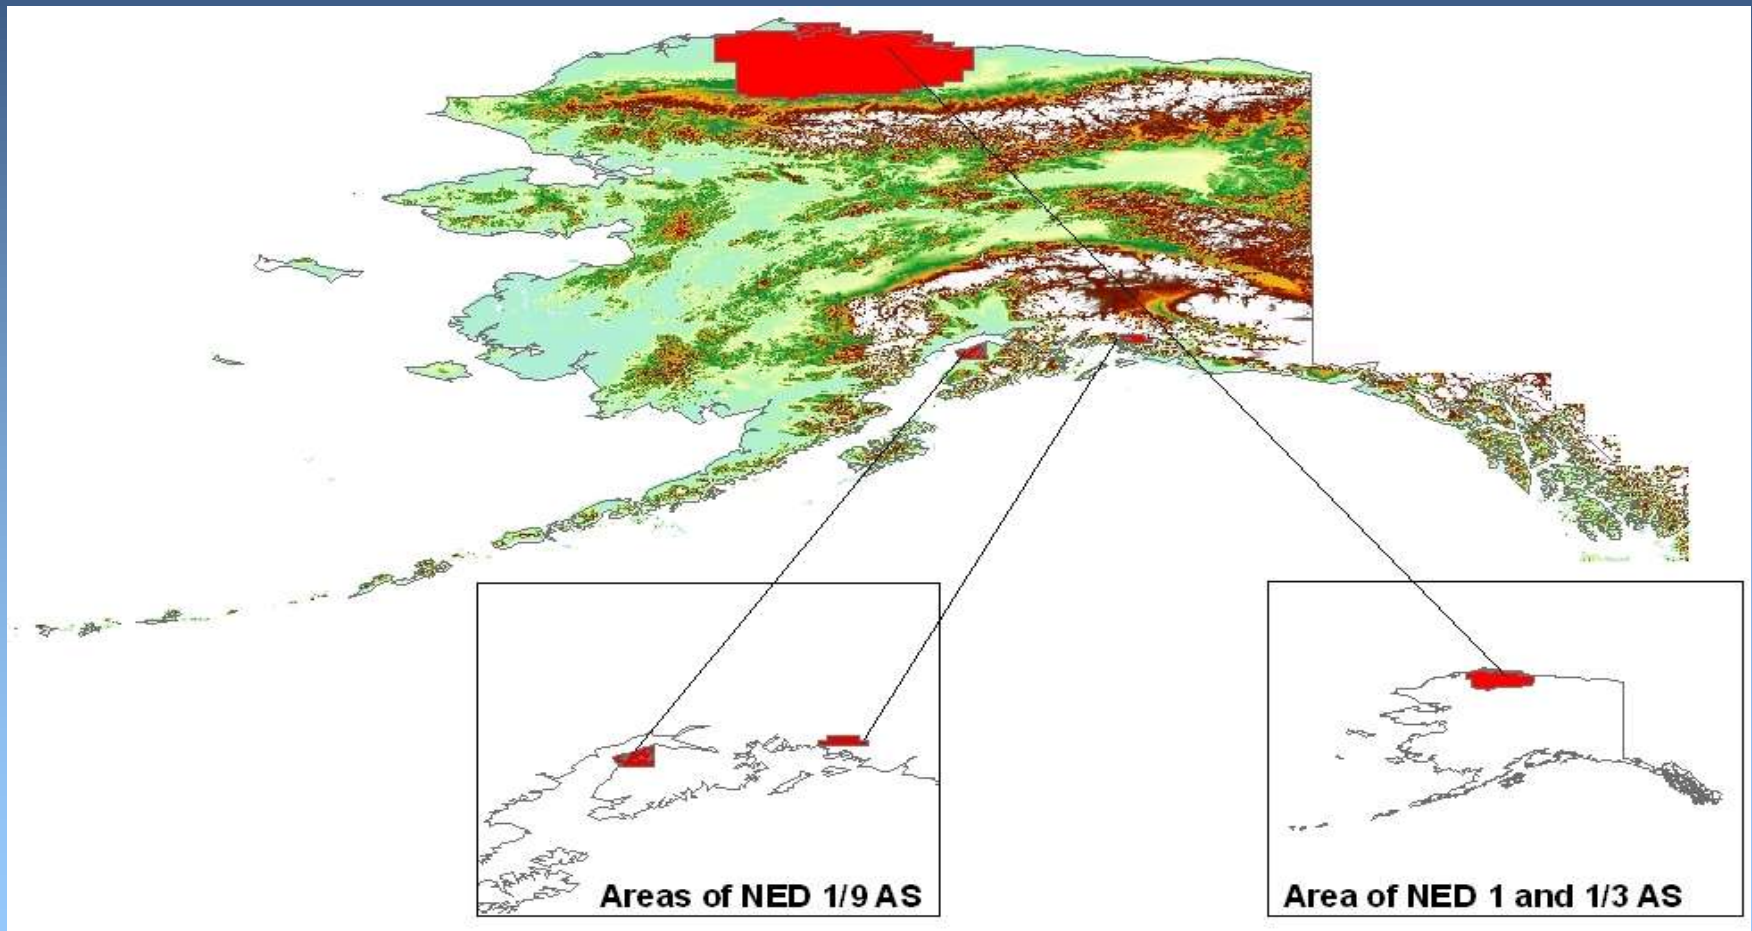 Areas of NED 1/9 AS
Area of NED 1 and 1/3 AS